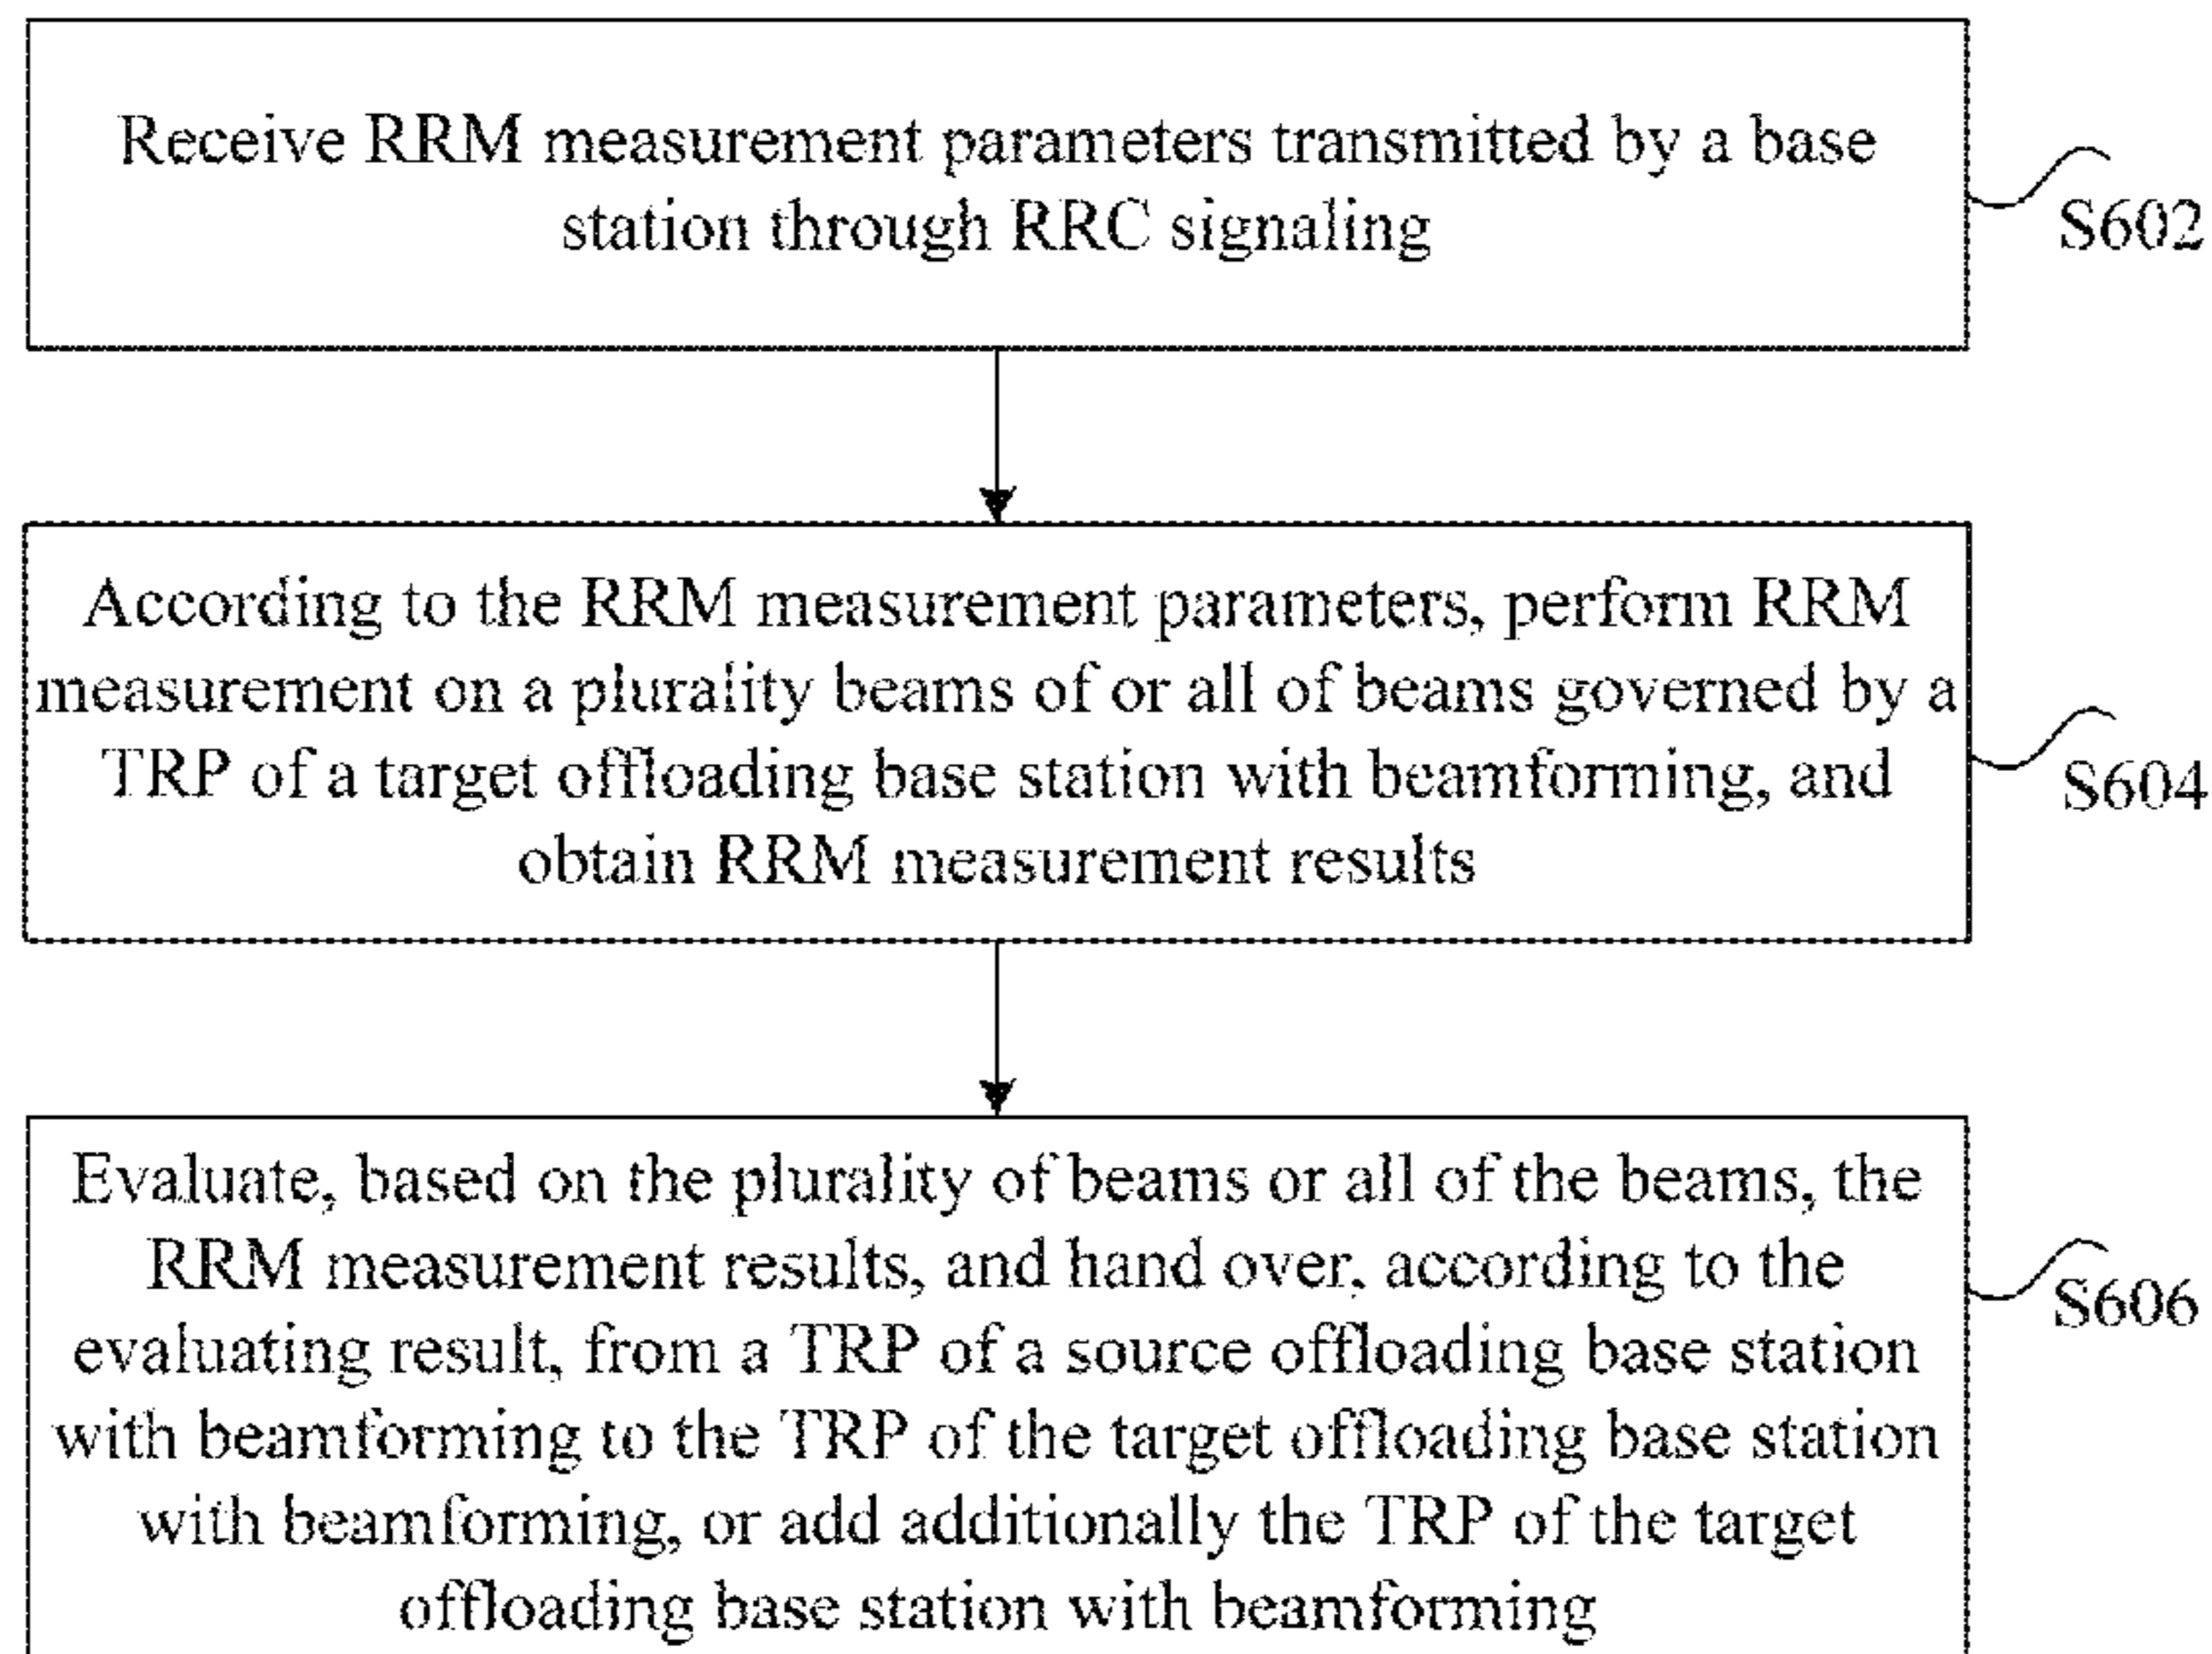 Receive RRM measurement parameters transmitted by a base
station through RRC signaling
S602
According to the RRM measurement parameters, perform RRM
measurement on a plurality beams of or all of beams governed by a
TRP of a target offloading base station with beamforming, and
obtain RRM measurement results
S604
Evaluate, based on the plurality of beams or all of the beams, the
RRM measurement results, and hand over, according to the
evaluating result, from a TRP of a source offloading base station
with beamforming to the TRP of the target offloading base station
with beamforming, or add additionally the TRP of the target
offloading base station with beamforming
S606